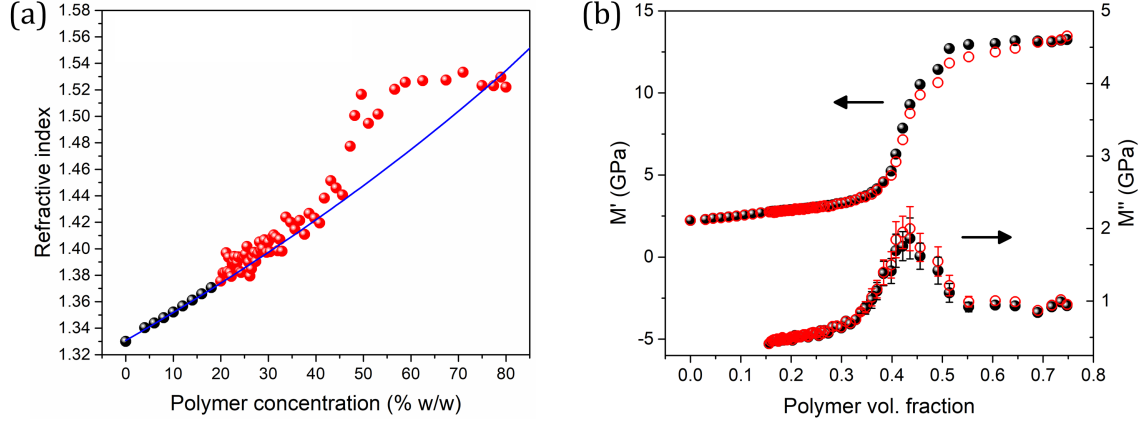 (a)
1.58
1.56
1.54
1.52
1.50
1.48
1.46
1.44
1.42
1.40
1.38
1.36
1.34
1.32
Refractive index
0 10 20 30 40 50 60 70 80
Polymer concentration (% w/w)
(b)
15
10
5
0
-5
M' (GPa)
5
4
3
2
1
M'' (GPa)
0.0 0.1 0.2 0.3 0.4 0.5 0.6 0.7 0.8
Polymer vol. fraction